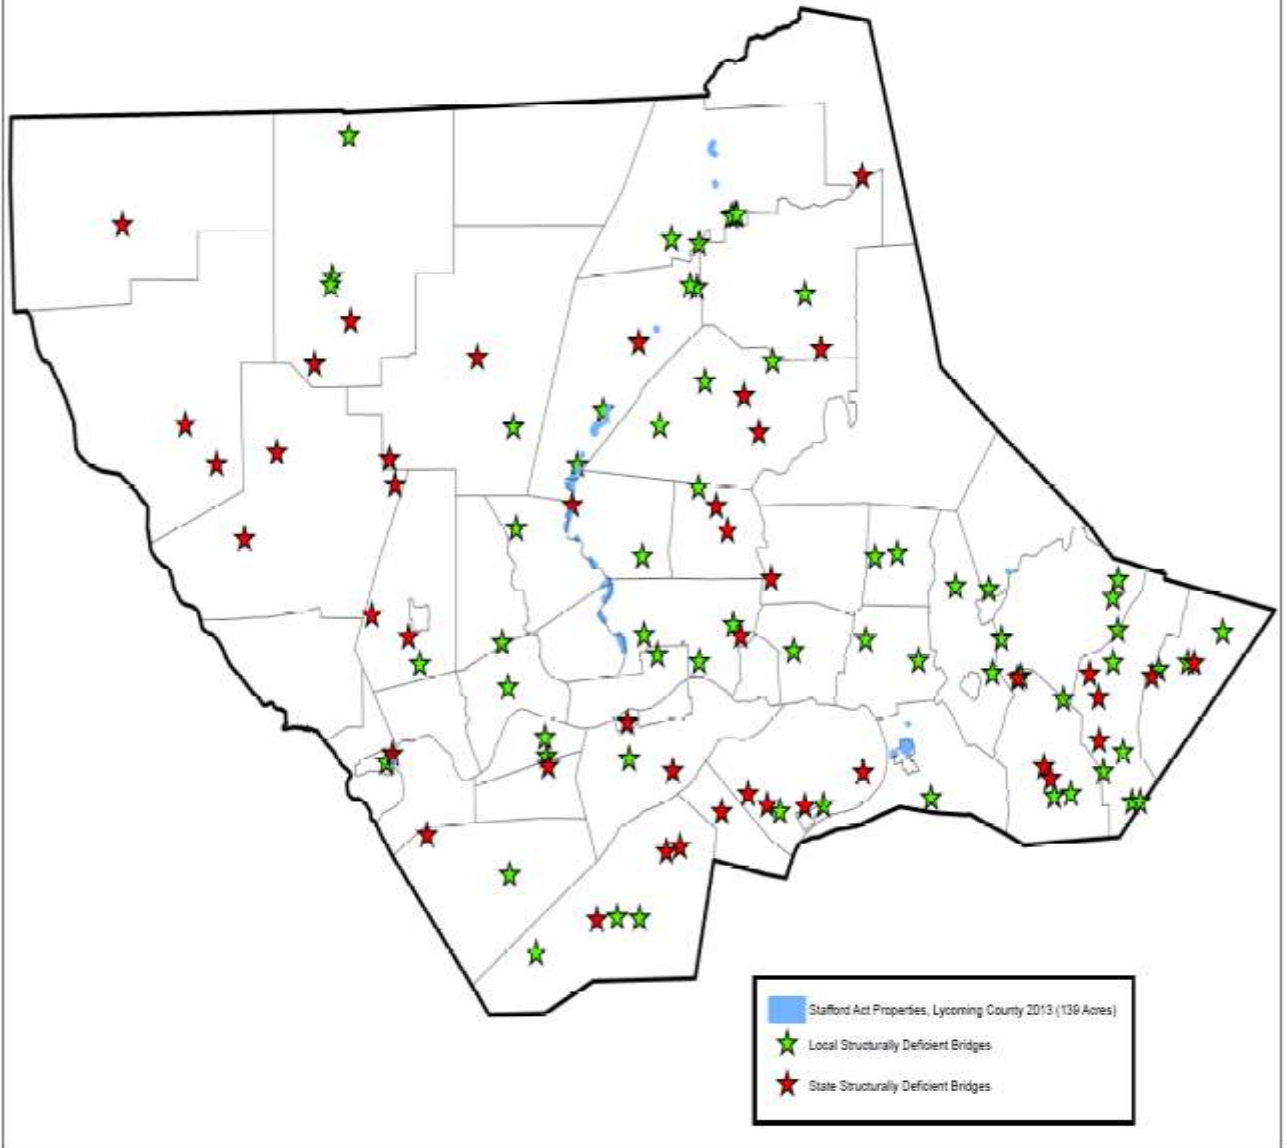 Stafford Act Properties, Lycoming County 2013 (139 Acres)
Local Structurally Deficient Bridges
State Structurally Deficient Bridges